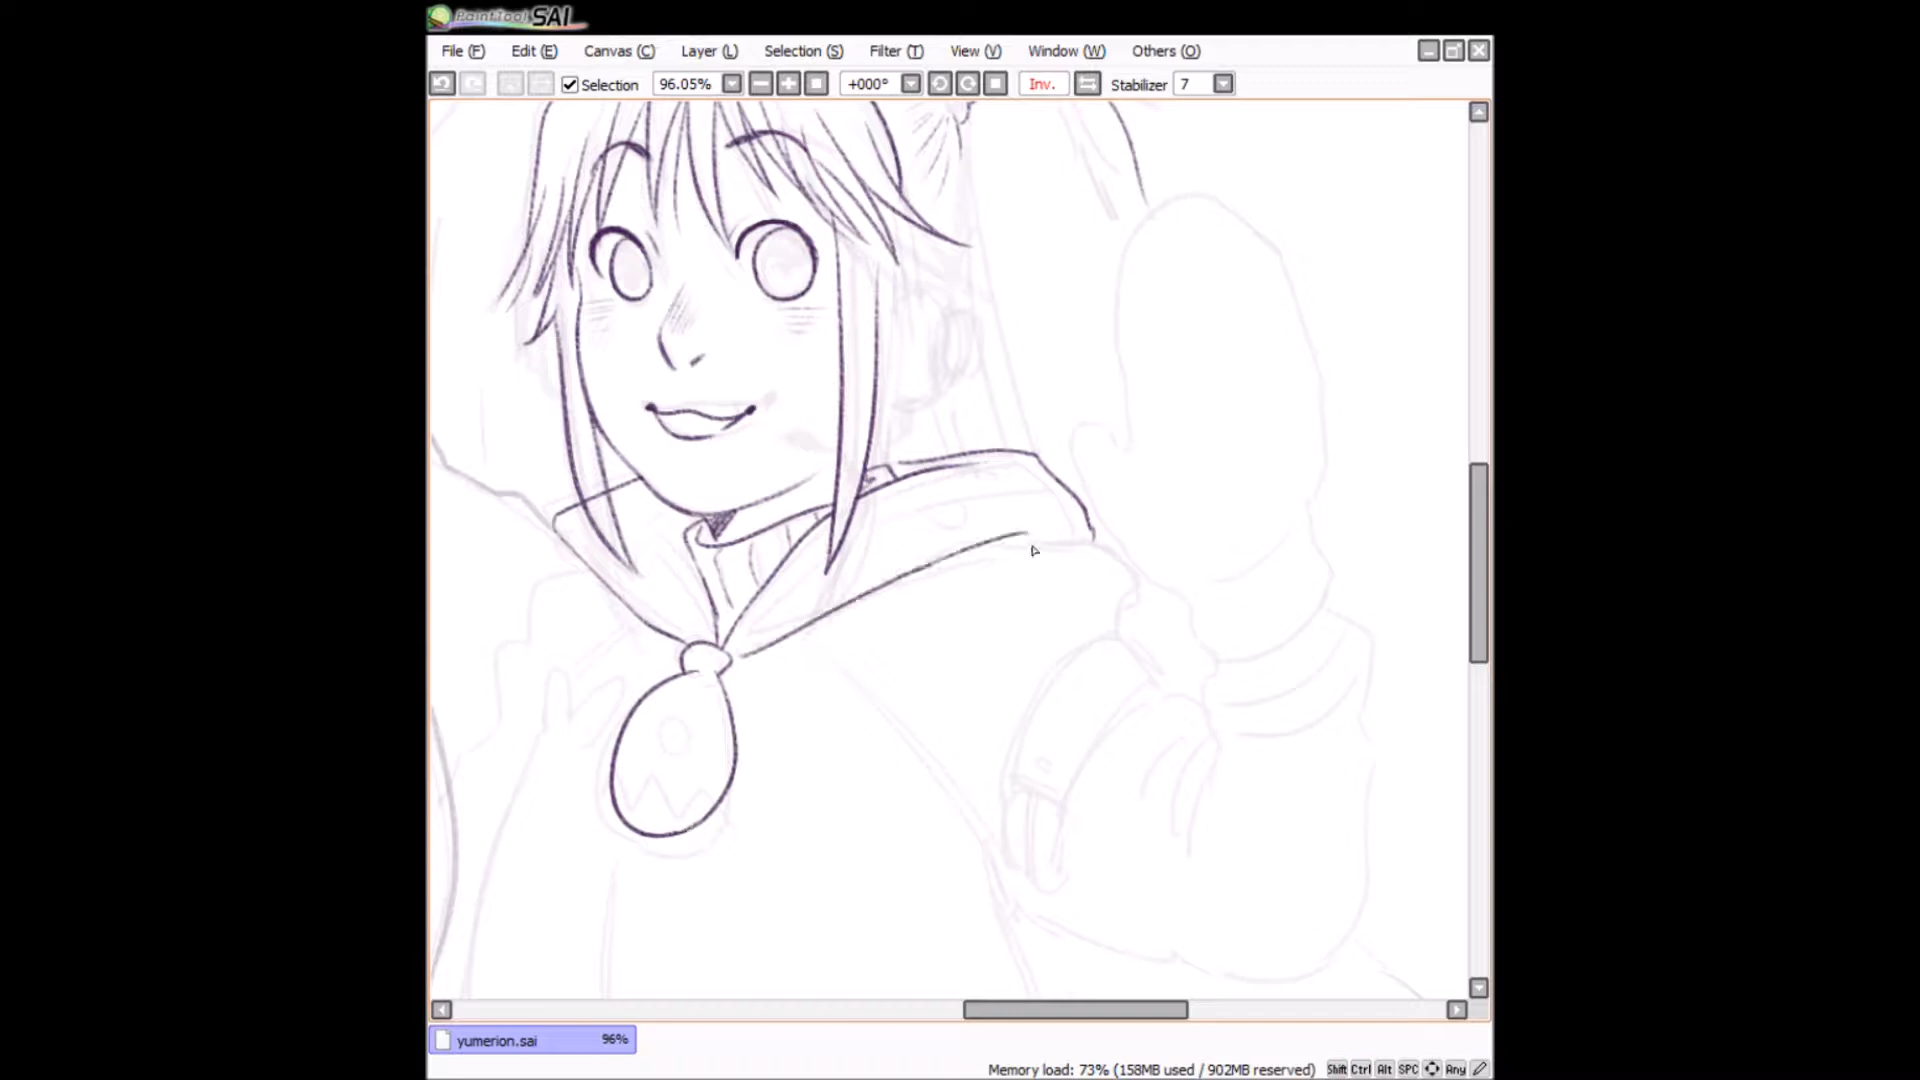 PaintTool SAI
File (F) Edit (E) Canvas (C) Layer (L) Selection (S) Filter (T) View (V) Window (W) Others (O)
Selection 96.05% +000° Inv. Stabilizer 7
yumerion.sai 96%
Memory load: 73% (158MB used / 902MB reserved) Shift Ctrl Alt SPC Any